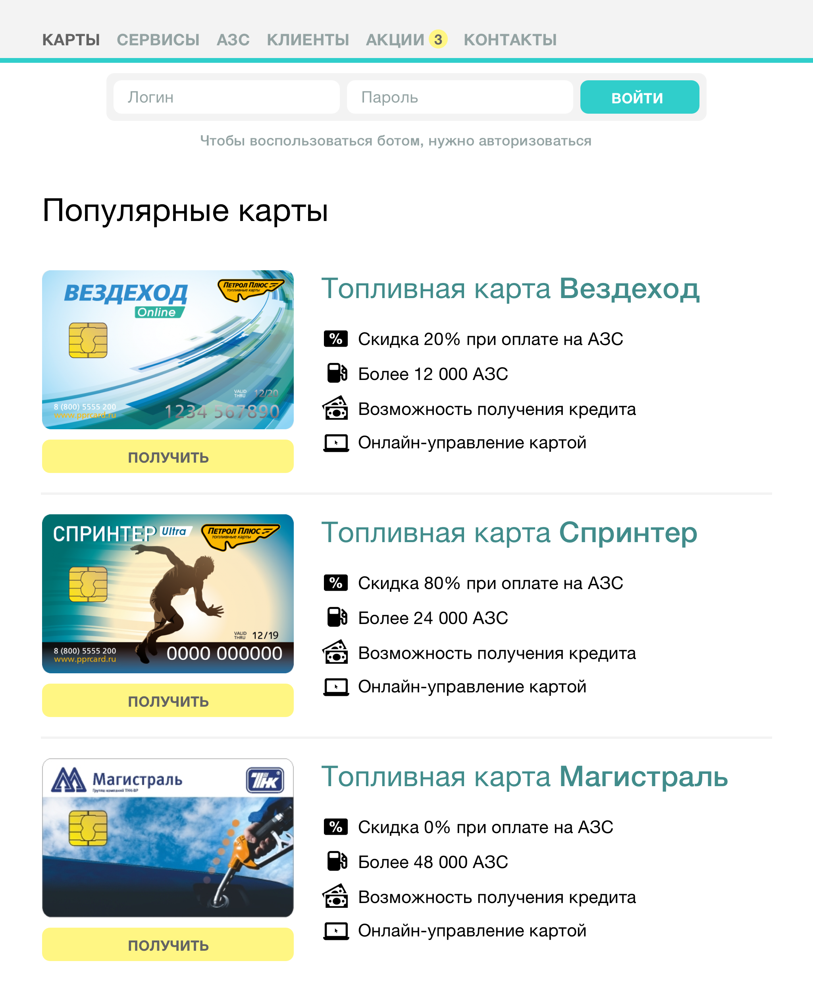 КАРТЫ СЕРВИСЫ АЗС КЛИЕНТЫ АКЦИИ 3 КОНТАКТЫ
Логин Пароль ВОЙТИ
Чтобы воспользоваться ботом, нужно авторизоваться
Популярные карты
ВЕЗДЕХОД
Online
ПЕТРОЛ ПЛЮС
топливные карты
VALID THRU 12/20
8 (800) 5555 200
www.pprcard.ru
1234 567890
ПОЛУЧИТЬ
Топливная карта Вездеход
% Скидка 20% при оплате на АЗС
Более 12 000 АЗС
Возможность получения кредита
Онлайн-управление картой
СПРИНТЕР Ultra
ПЕТРОЛ ПЛЮС
топливные карты
VALID THRU 12/19
8 (800) 5555 200
www.pprcard.ru
0000 000000
ПОЛУЧИТЬ
Топливная карта Спринтер
% Скидка 80% при оплате на АЗС
Более 24 000 АЗС
Возможность получения кредита
Онлайн-управление картой
Магистраль
Группа компаний ТНК-ВР
ТНК®
ПОЛУЧИТЬ
Топливная карта Магистраль
% Скидка 0% при оплате на АЗС
Более 48 000 АЗС
Возможность получения кредита
Онлайн-управление картой